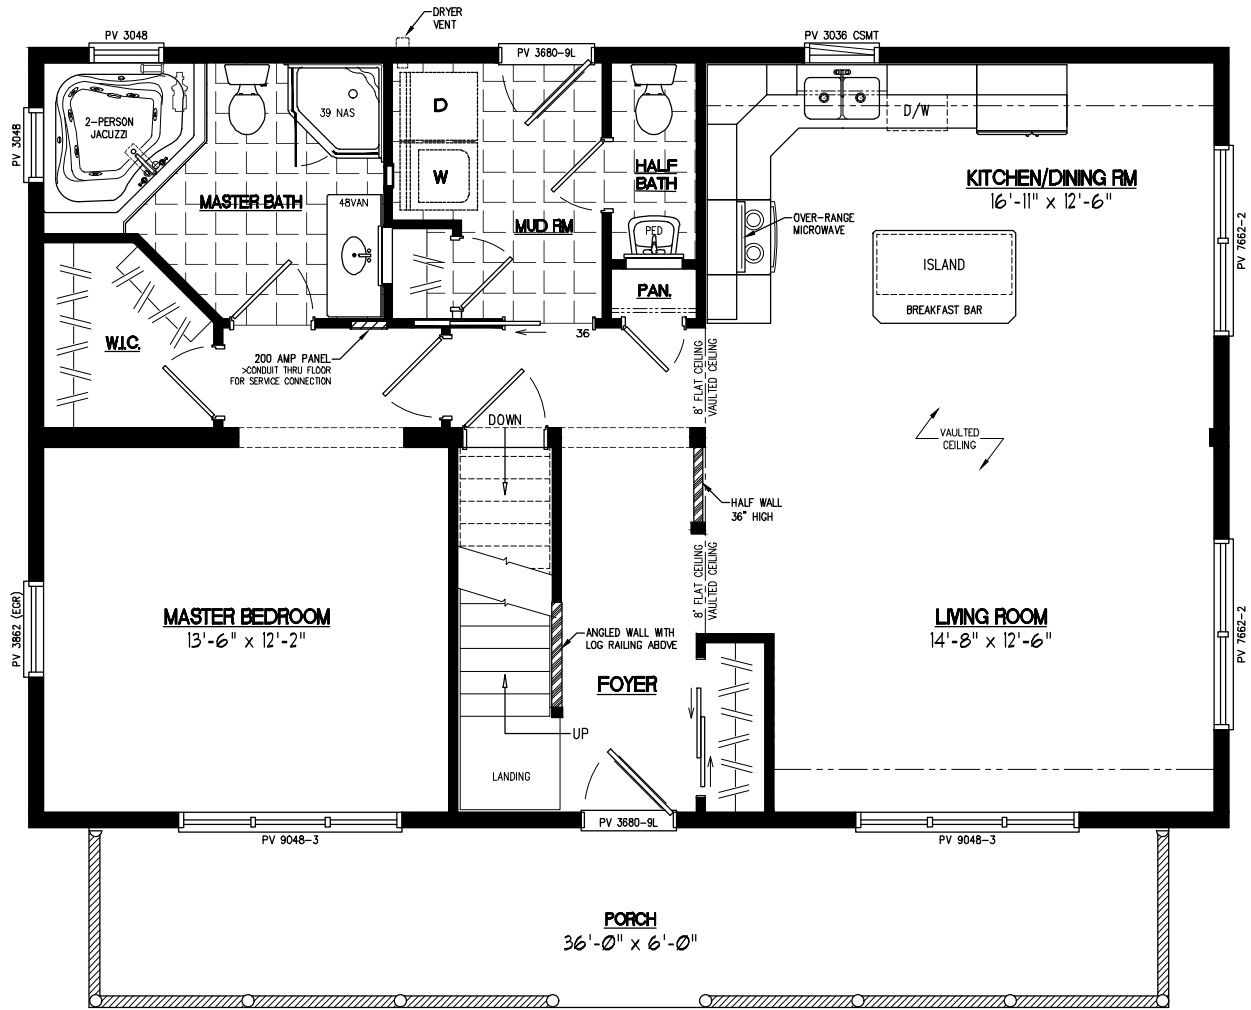 DRYER
VENT
PV 3048
PV 3680-9L
PV 3036 CSMT
PV 3048
2-PERSON
JACUZZI
39 NAS
D
W
D/W
HALF
BATH
KITCHEN/DINING RM
16'-11" x 12'-6"
MASTER BATH
48VAN
MUD RM
PED
OVER-RANGE
MICROWAVE
PV 7662-2
ISLAND
BREAKFAST BAR
PAN.
W.I.C.
36
200 AMP PANEL
>CONDUIT THRU FLOOR
FOR SERVICE CONNECTION
8' FLAT CEILING
VAULTED CEILING
DOWN
VAULTED
CEILING
HALF WALL
36" HIGH
8' FLAT CEILING
VAULTED CEILING
PV 3862 (EGR)
MASTER BEDROOM
13'-6" x 12'-2"
ANGLED WALL WITH
LOG RAILING ABOVE
LIVING ROOM
14'-8" x 12'-6"
PV 7662-2
FOYER
UP
LANDING
PV 9048-3
PV 3680-9L
PV 9048-3
PORCH
36'-0" x 6'-0"